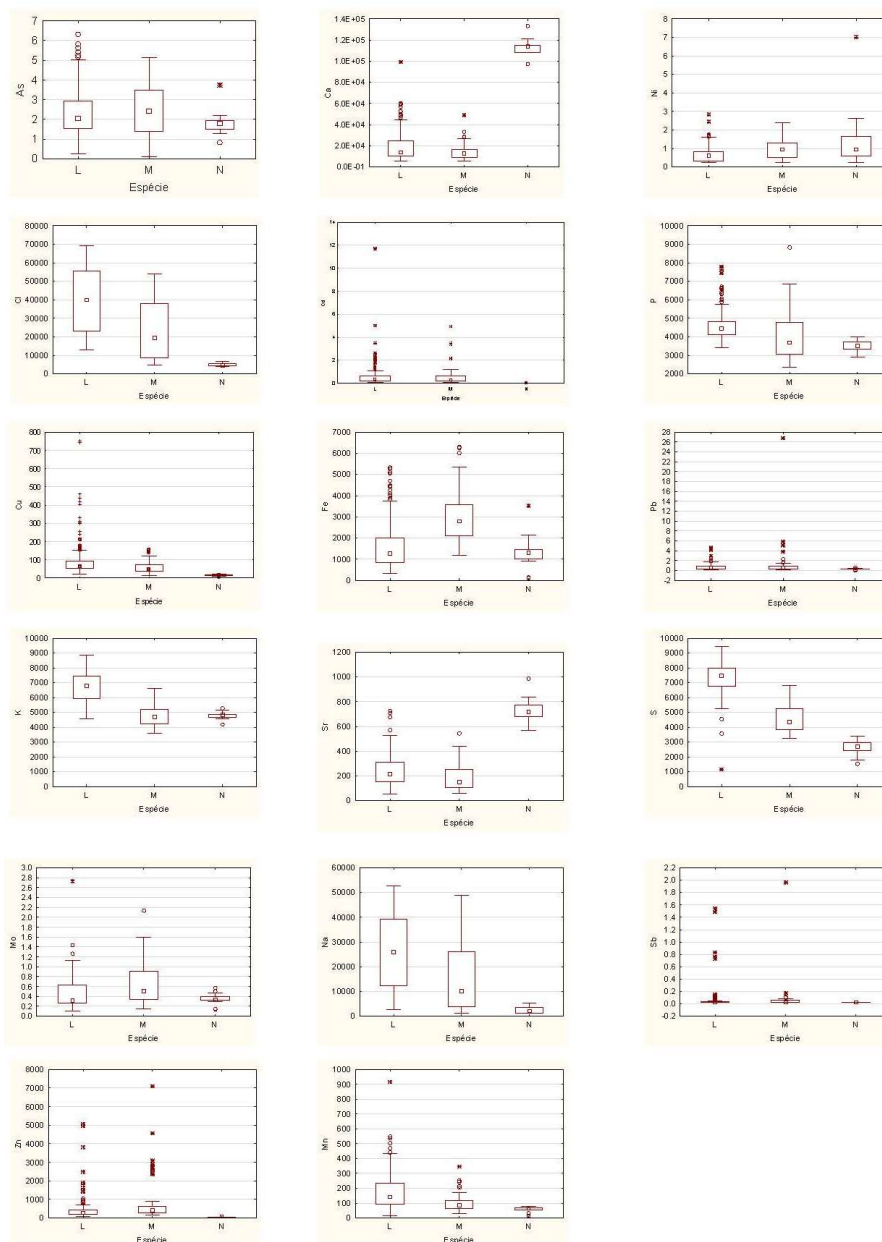 As
7
6
5
4
3
2
1
0
L M N
Espécie
Ca
1.4E+05
1.2E+05
1.0E+05
8.0E+04
6.0E+04
4.0E+04
2.0E+04
0.0E-01
L M N
Espécie
Ni
8
7
6
5
4
3
2
1
0
L M N
Espécie
Cl
80000
70000
60000
50000
40000
30000
20000
10000
0
L M N
Espécie
Cd
14
12
10
8
6
4
2
0
L M N
Espécie
P
10000
9000
8000
7000
6000
5000
4000
3000
2000
L M N
Espécie
Cu
800
700
600
500
400
300
200
100
0
L M N
Espécie
Fe
7000
6000
5000
4000
3000
2000
1000
0
L M N
Espécie
Pb
28
26
24
22
20
18
16
14
12
10
8
6
4
2
0
-2
L M N
Espécie
K
10000
9000
8000
7000
6000
5000
4000
3000
2000
1000
0
L M N
Espécie
Sr
1200
1000
800
600
400
200
0
L M N
Espécie
S
10000
9000
8000
7000
6000
5000
4000
3000
2000
1000
0
L M N
Espécie
Mo
3.0
2.8
2.6
2.4
2.2
2.0
1.8
1.6
1.4
1.2
1.0
0.8
0.6
0.4
0.2
0.0
L M N
Espécie
Na
60000
50000
40000
30000
20000
10000
0
L M N
Espécie
Sb
2.2
2.0
1.8
1.6
1.4
1.2
1.0
0.8
0.6
0.4
0.2
0.0
-0.2
L M N
Espécie
Zn
8000
7000
6000
5000
4000
3000
2000
1000
0
L M N
Espécie
Mn
1000
900
800
700
600
500
400
300
200
100
0
L M N
Espécie